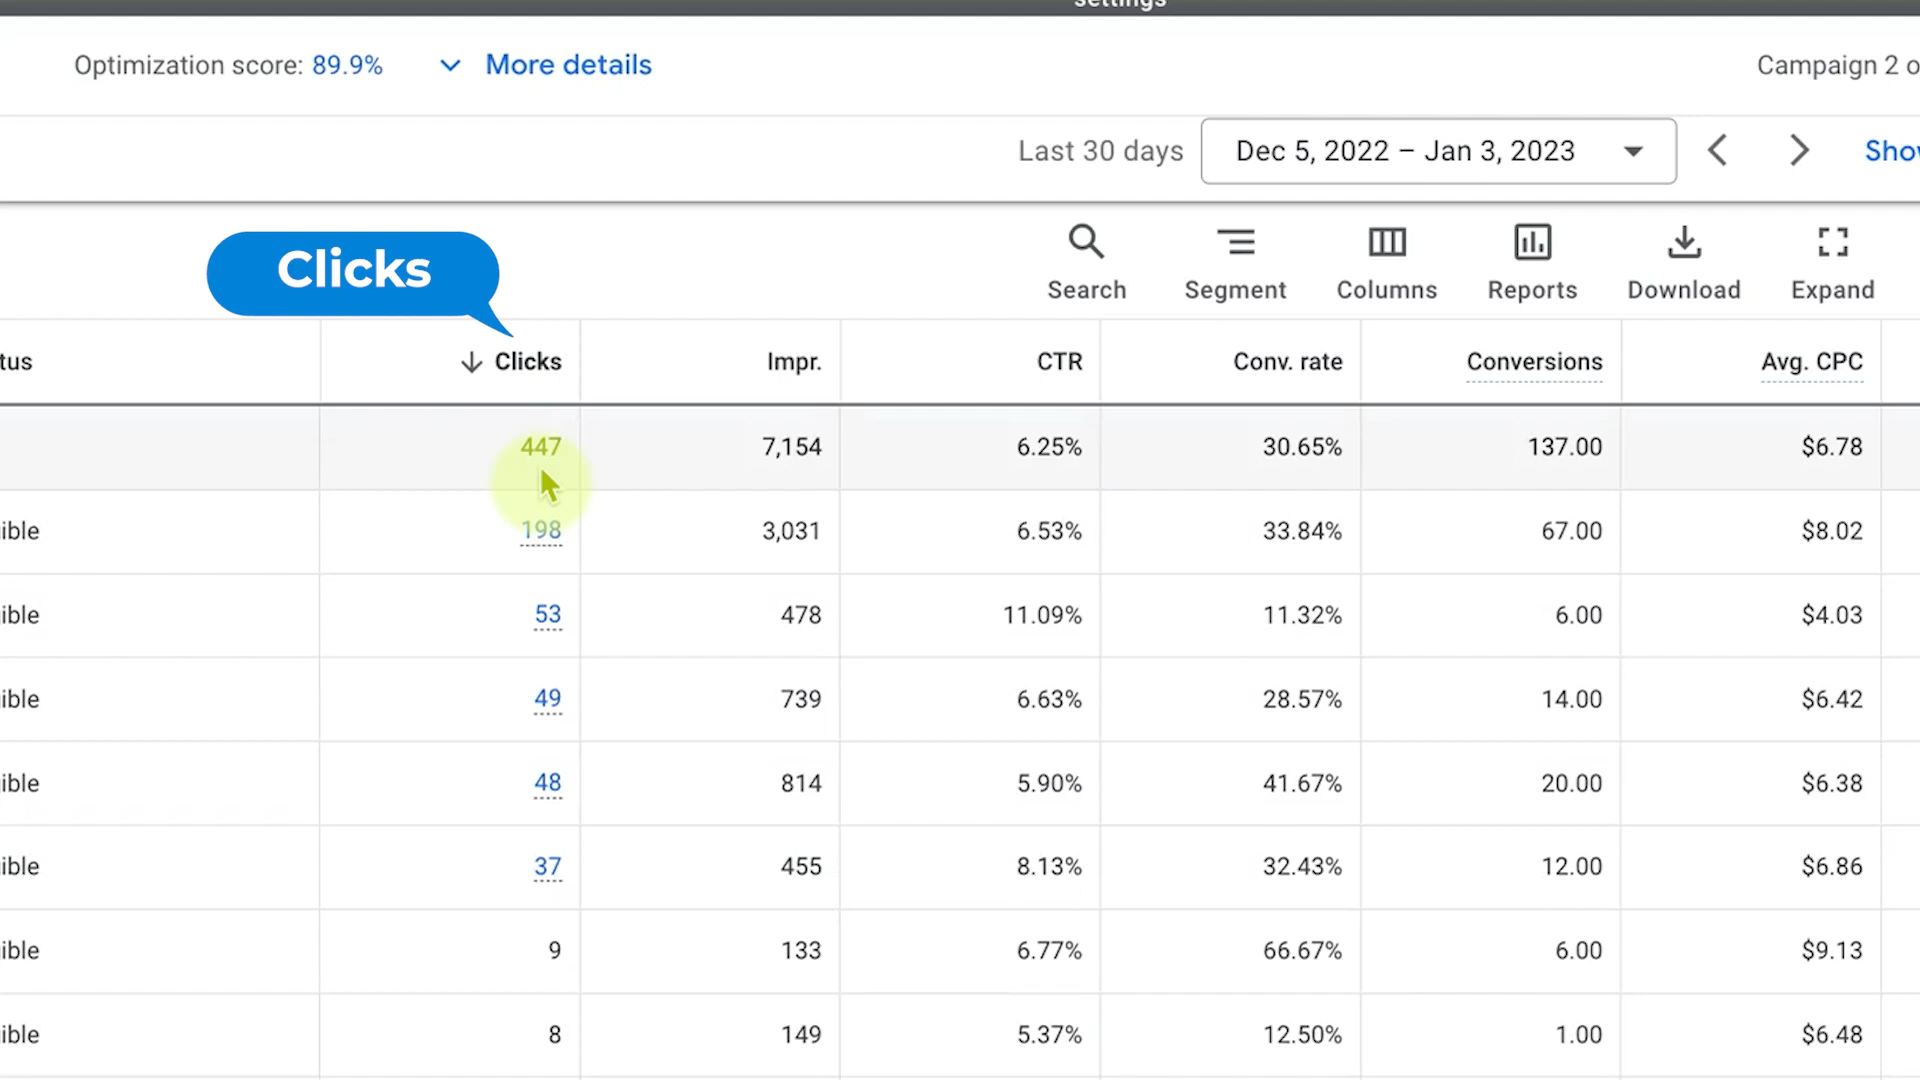 settings
Optimization score: 89.9% More details Campaign 2 o
Last 30 days Dec 5, 2022 – Jan 3, 2023 Show
Clicks
Search Segment Columns Reports Download Expand
tus Clicks Impr. CTR Conv. rate Conversions Avg. CPC
447 7,154 6.25% 30.65% 137.00 $6.78
ible 198 3,031 6.53% 33.84% 67.00 $8.02
ible 53 478 11.09% 11.32% 6.00 $4.03
ible 49 739 6.63% 28.57% 14.00 $6.42
ible 48 814 5.90% 41.67% 20.00 $6.38
ible 37 455 8.13% 32.43% 12.00 $6.86
ible 9 133 6.77% 66.67% 6.00 $9.13
ible 8 149 5.37% 12.50% 1.00 $6.48